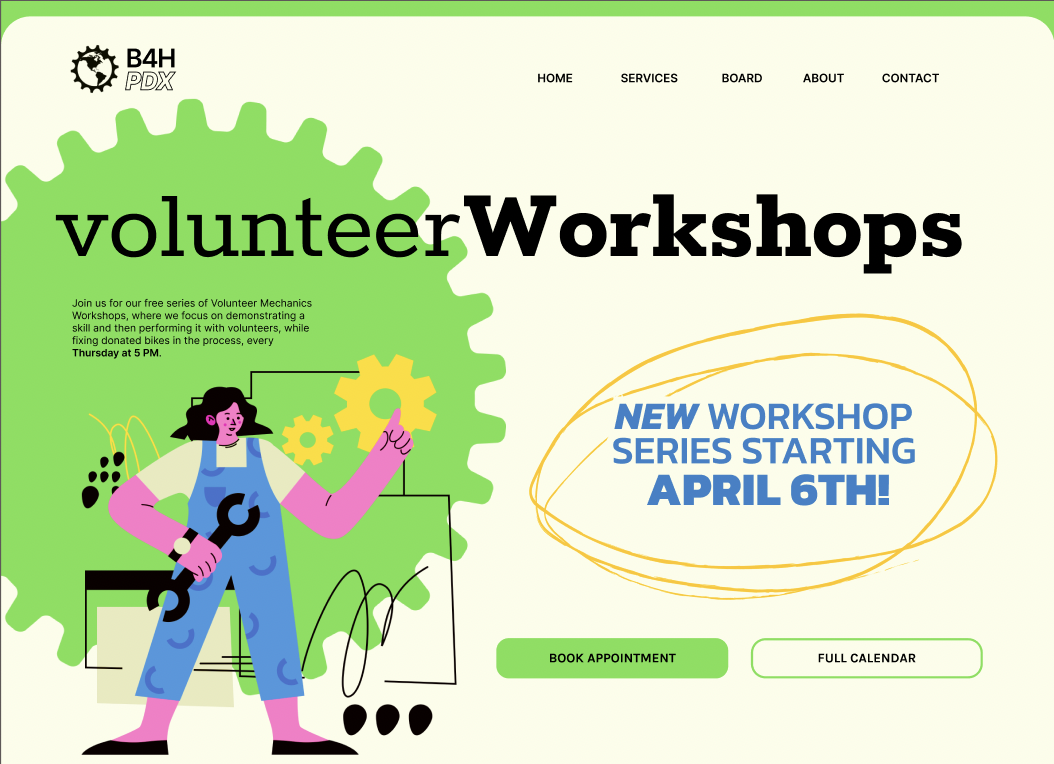 B4H
PDX
HOME SERVICES BOARD ABOUT CONTACT
volunteerWorkshops
Join us for our free series of Volunteer Mechanics
Workshops, where we focus on demonstrating a
skill and then performing it with volunteers, while
fixing donated bikes in the process, every
Thursday at 5 PM.
NEW WORKSHOP
SERIES STARTING
APRIL 6TH!
BOOK APPOINTMENT FULL CALENDAR